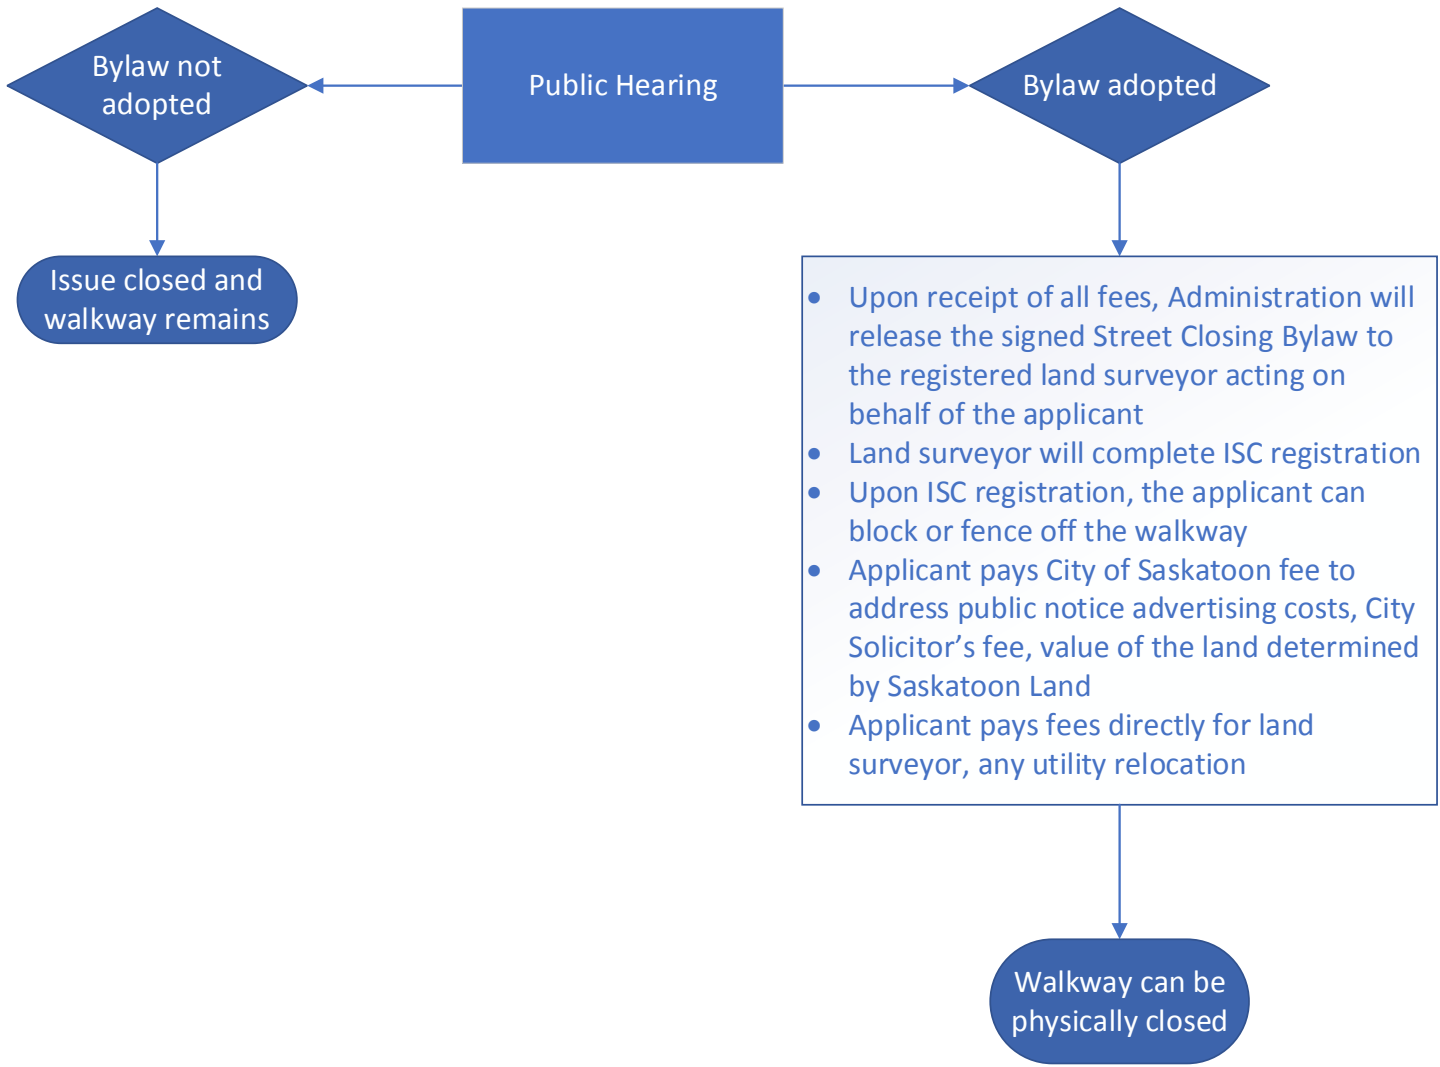 Bylaw not
adopted
Public Hearing
Bylaw adopted
Issue closed and
walkway remains
• Upon receipt of all fees, Administration will
release the signed Street Closing Bylaw to
the registered land surveyor acting on
behalf of the applicant
• Land surveyor will complete ISC registration
• Upon ISC registration, the applicant can
block or fence off the walkway
• Applicant pays City of Saskatoon fee to
address public notice advertising costs, City
Solicitor’s fee, value of the land determined
by Saskatoon Land
• Applicant pays fees directly for land
surveyor, any utility relocation
Walkway can be
physically closed